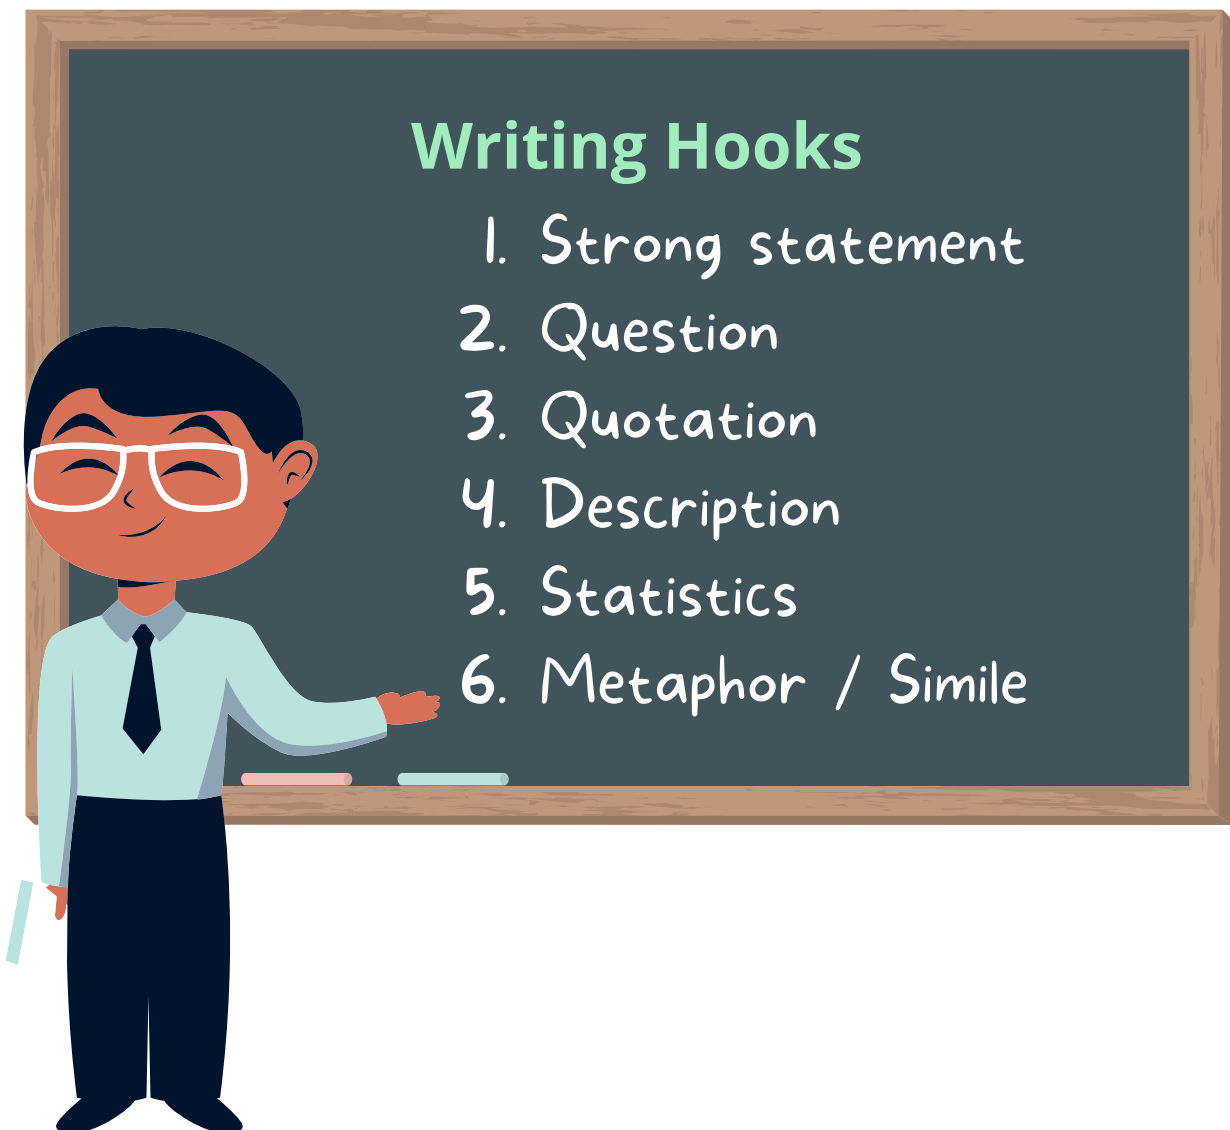 Writing Hooks
1. Strong statement
2. Question
3. Quotation
4. Description
5. Statistics
6. Metaphor / Simile